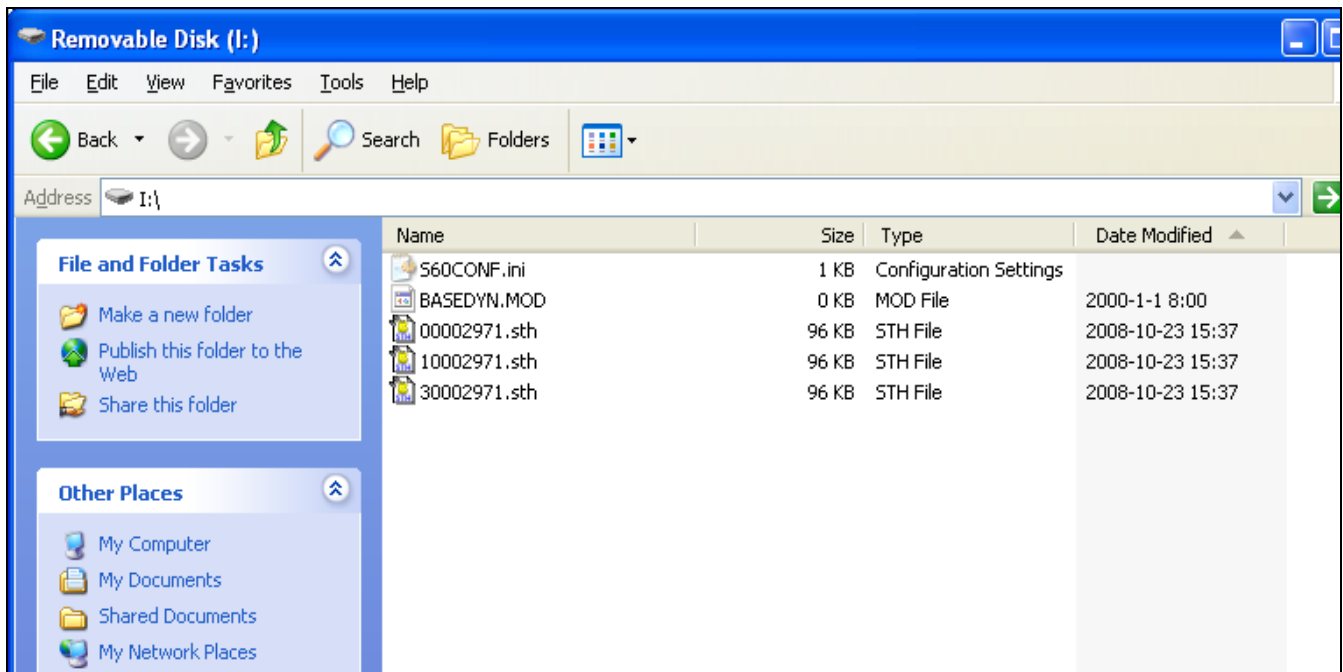 Removable Disk (I:)
File Edit View Favorites Tools Help
Back Search Folders
Address I:\
Name Size Type Date Modified
File and Folder Tasks
Make a new folder
Publish this folder to the
Web
Share this folder
Other Places
My Computer
My Documents
Shared Documents
My Network Places
S60CONF.ini 1 KB Configuration Settings
BASEDYN.MOD 0 KB MOD File 2000-1-1 8:00
00002971.sth 96 KB STH File 2008-10-23 15:37
10002971.sth 96 KB STH File 2008-10-23 15:37
30002971.sth 96 KB STH File 2008-10-23 15:37